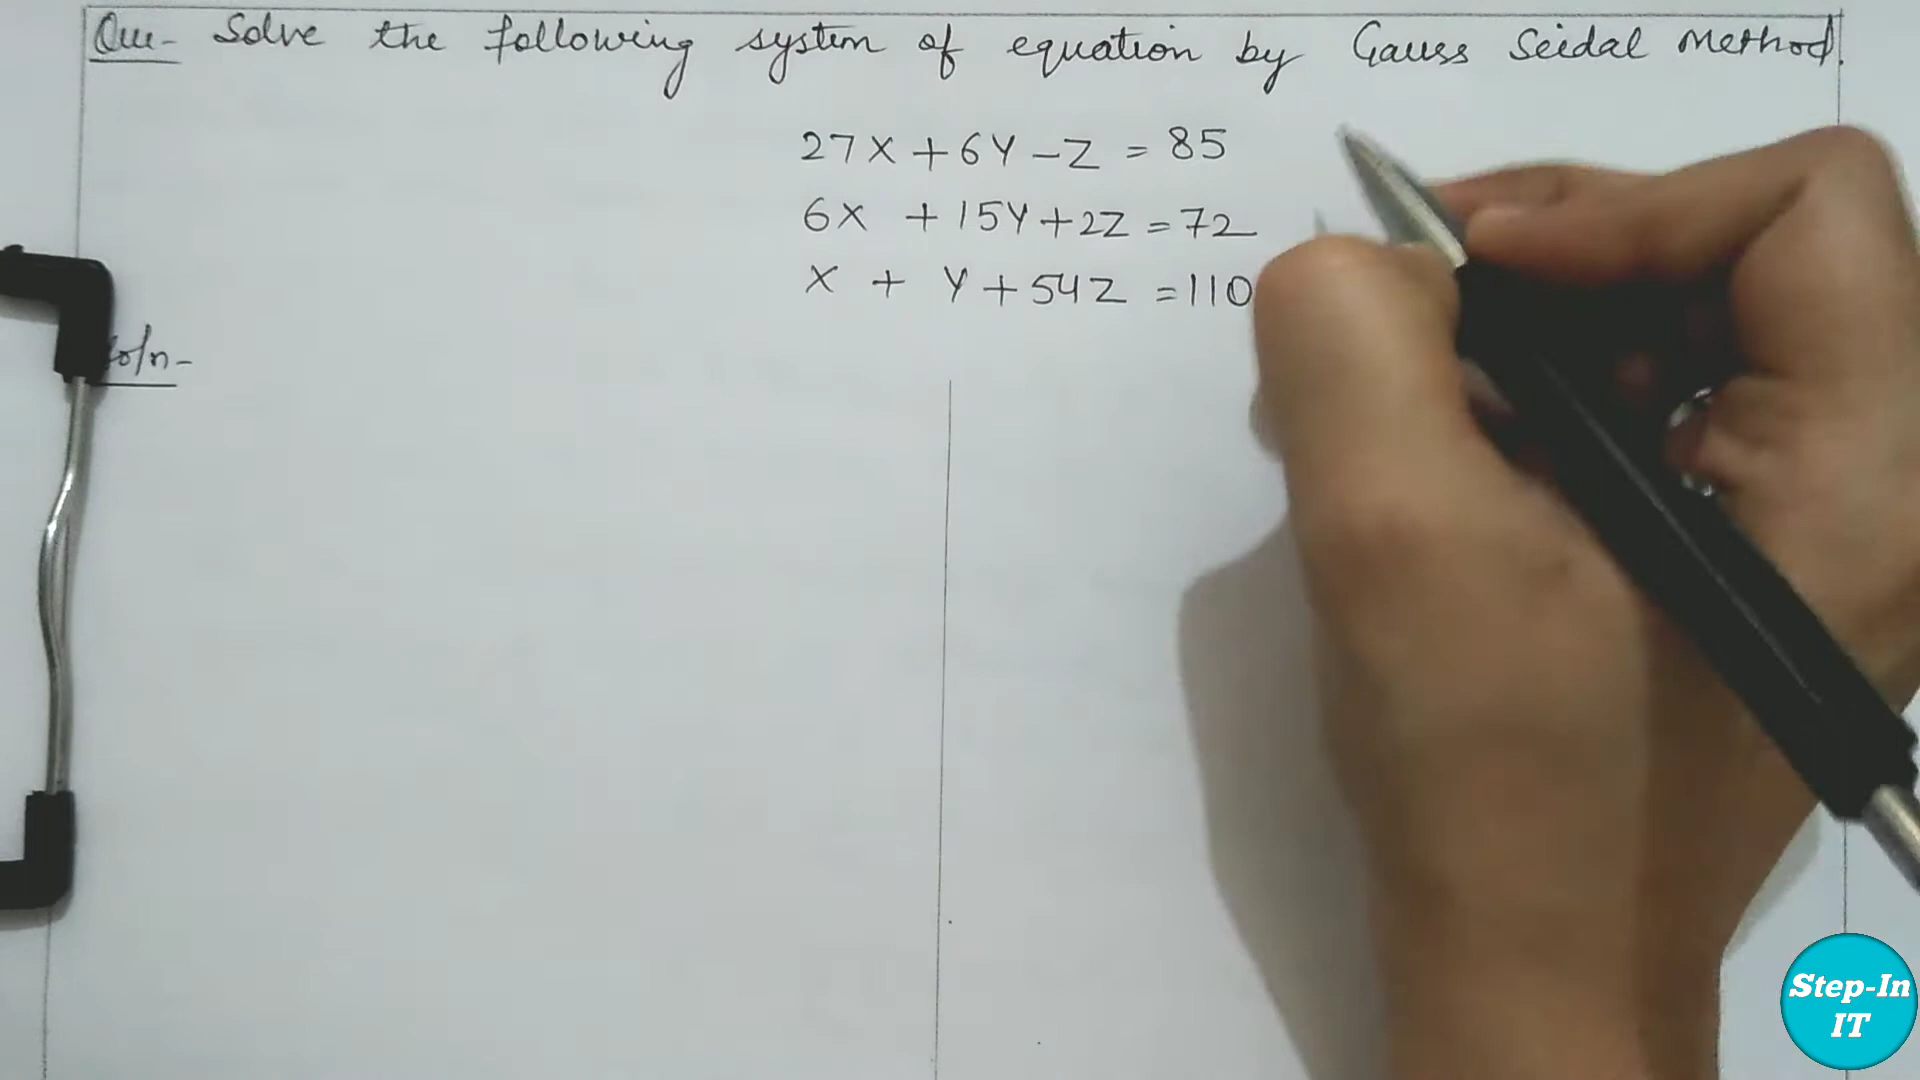 Que- Solve the following system of equation by Gauss Seidal Method.
27X + 6Y - Z = 85
6X + 15Y + 2Z = 72
X + Y + 54Z = 110
Soln-
Step-In
IT